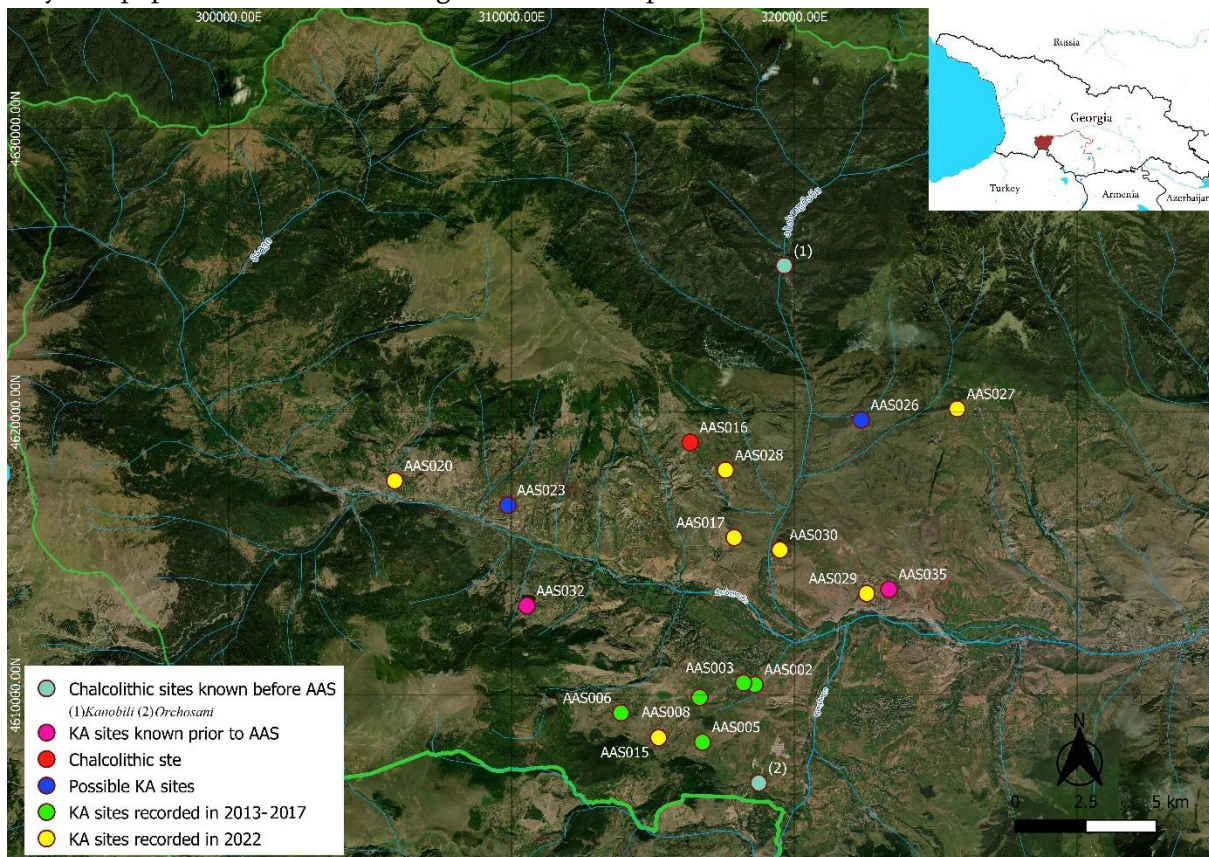 300000.00E
310000.00E
320000.00E
4630000.00N
4620000.00N
4610000.00N
Russia
Georgia
Turkey
Armenia
Azerbaijan
(1)
AAS027
AAS026
AAS016
AAS028
AAS020
AAS023
AAS017
AAS030
AAS029
AAS035
AAS032
AAS003
AAS002
AAS006
AAS008
AAS005
AAS015
(2)
Chalcolithic sites known before AAS
(1)Kanobili (2)Orchosani
KA sites known prior to AAS
Chalcolithic ste
Possible KA sites
KA sites recorded in 2013-2017
KA sites recorded in 2022
N
0 2.5 5 km